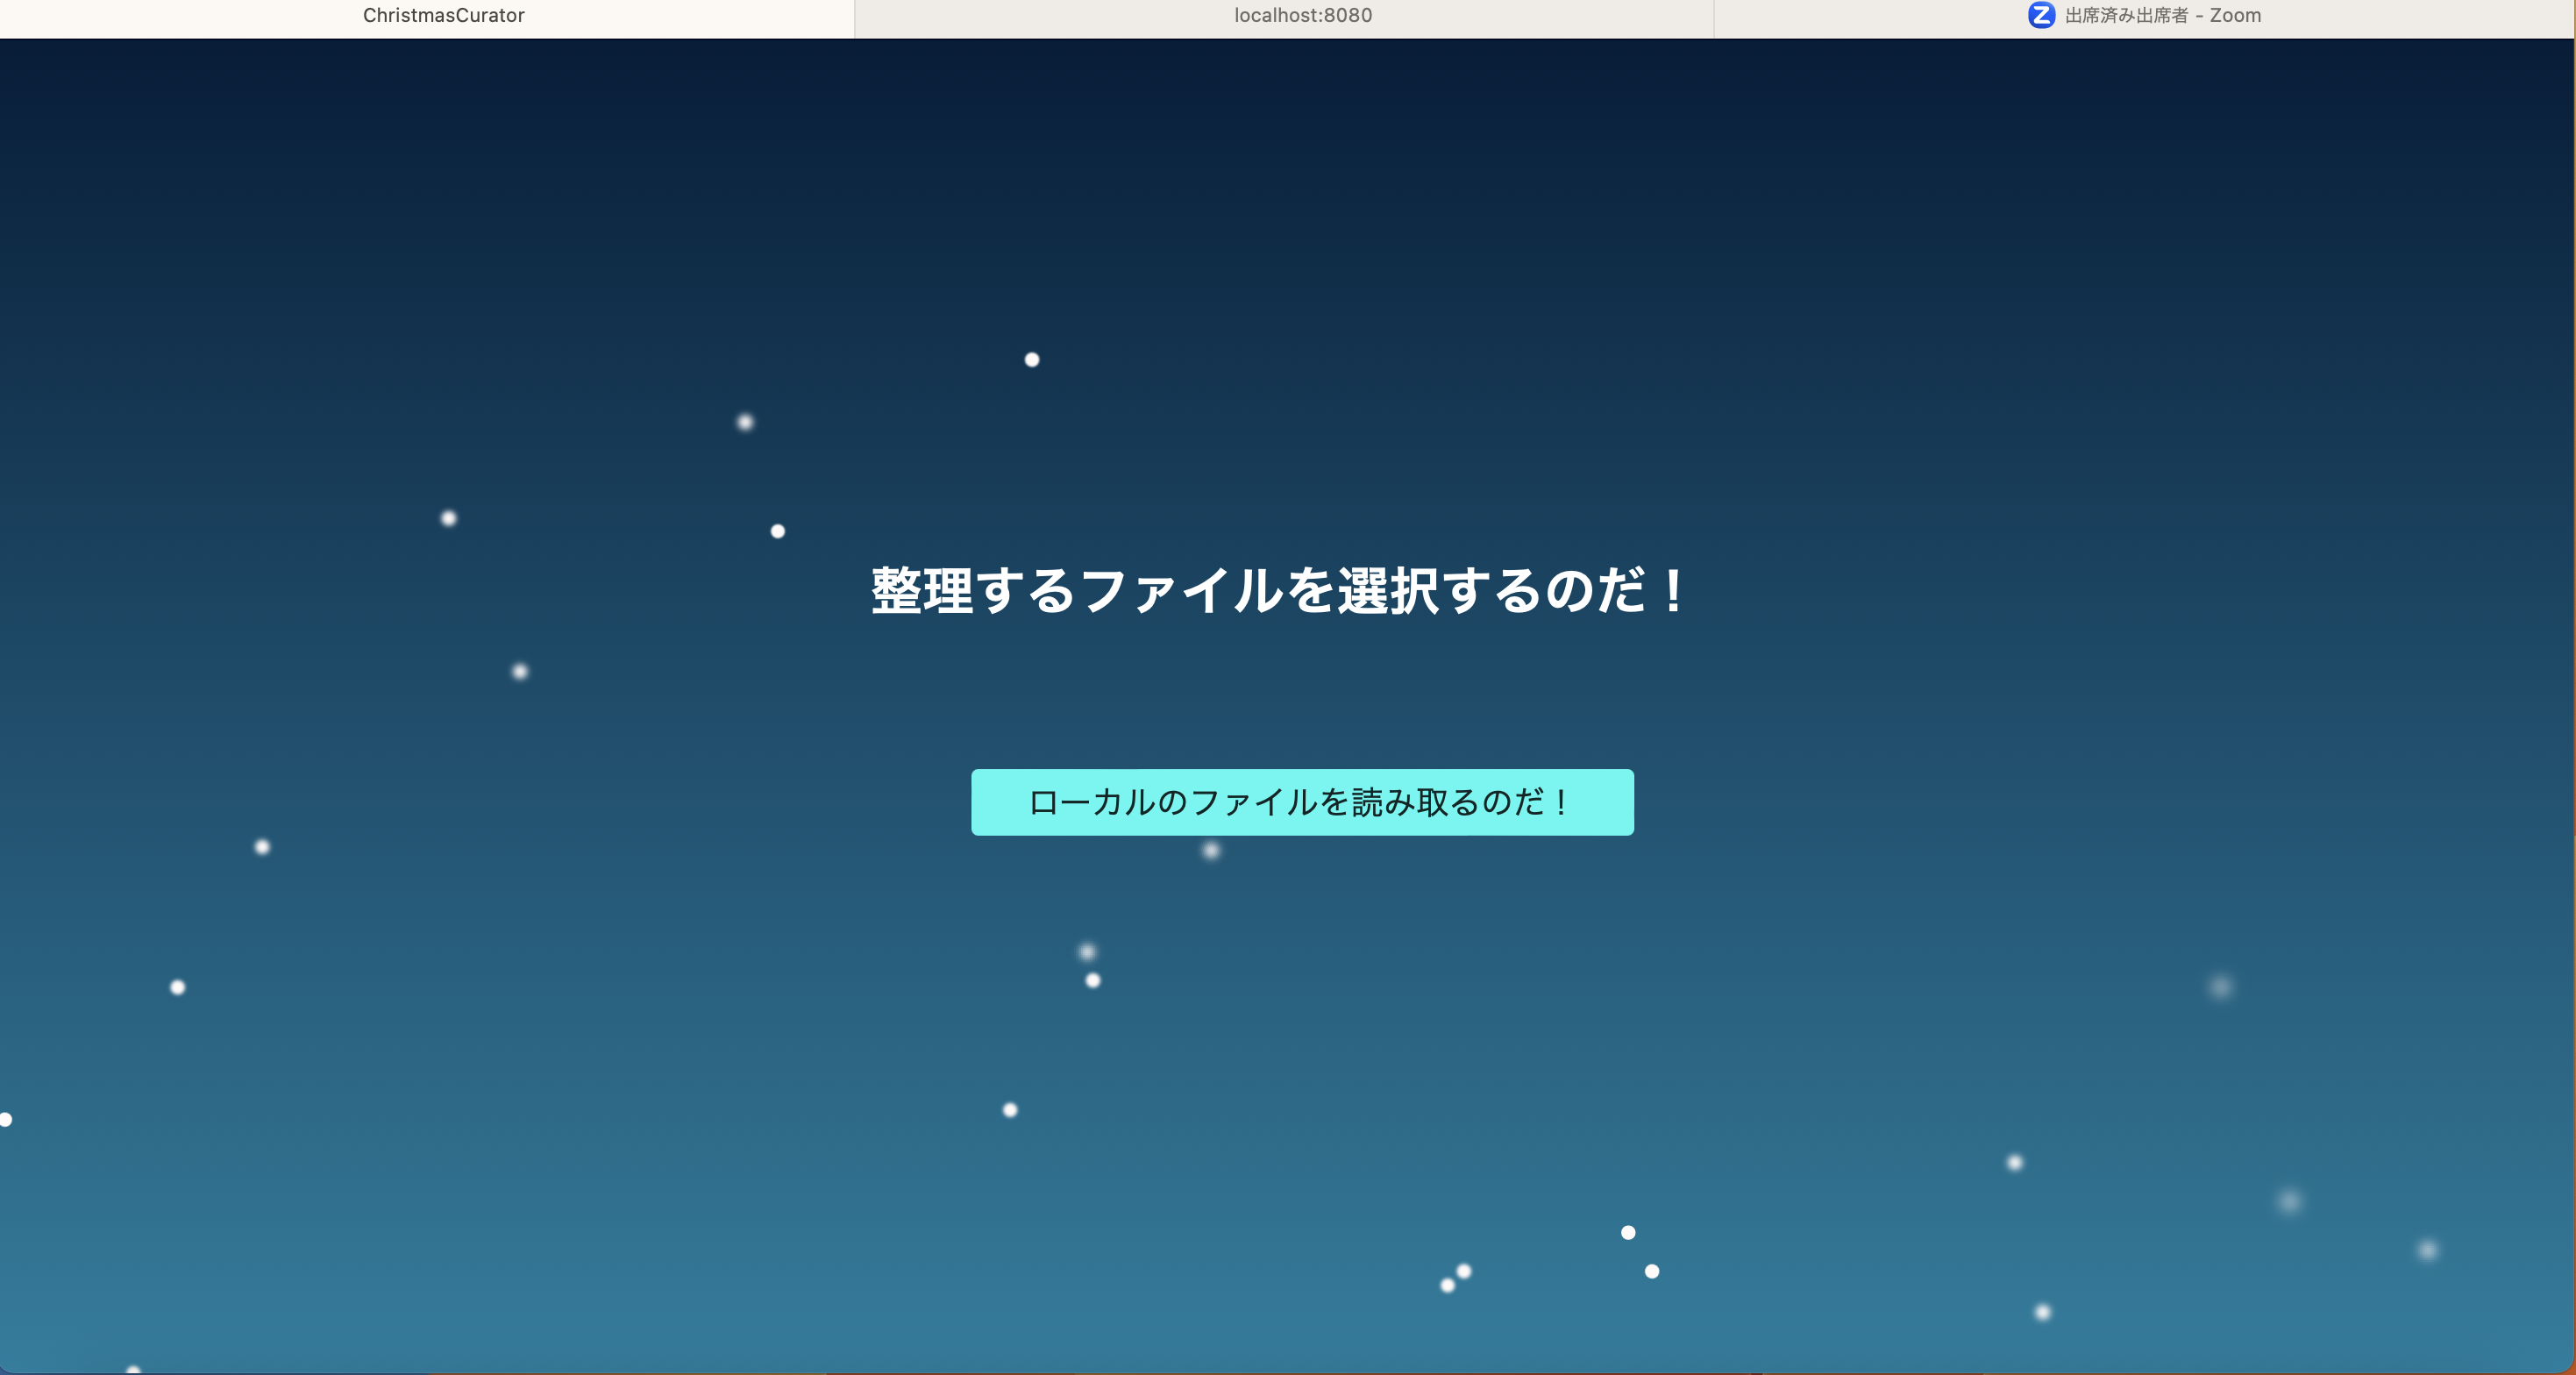 ChristmasCurator
localhost:8080
出席済み出席者 - Zoom
整理するファイルを選択するのだ！
ローカルのファイルを読み取るのだ！